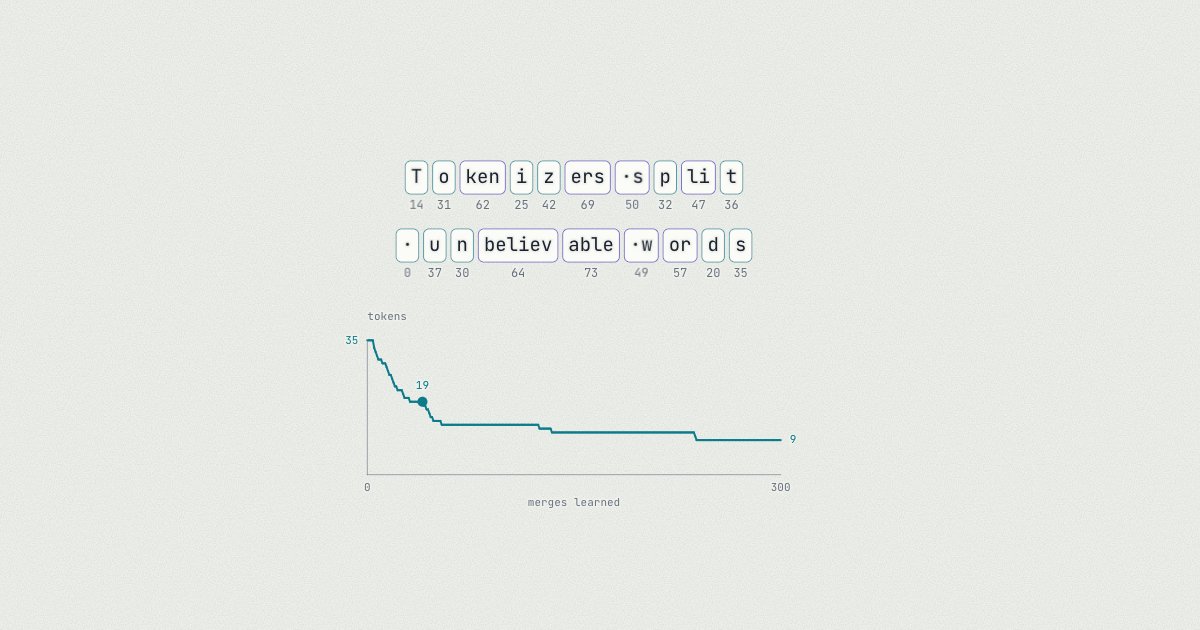 T o ken i z ers ·s p li t
14 31 62 25 42 69 50 32 47 36
· u n believ able ·w or d s
0 37 30 64 73 49 57 20 35
tokens
35
19
9
0 300
merges learned